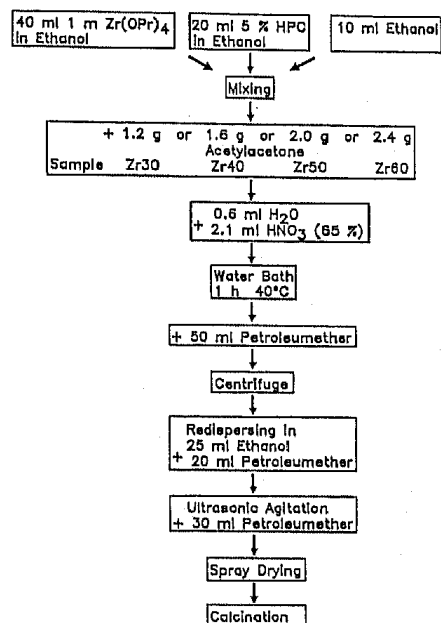 40 ml 1 m Zr(OPr)4
in Ethanol
20 ml 5 % HPC
in Ethanol
10 ml Ethanol
Mixing
+ 1.2 g or 1.6 g or 2.0 g or 2.4 g
Acetylacetone
Sample Zr30 Zr40 Zr50 Zr60
0.6 ml H2O
+ 2.1 ml HNO3 (65 %)
Water Bath
1 h 40°C
+ 50 ml Petroleumether
Centrifuge
Redispersing in
25 ml Ethanol
+ 20 ml Petroleumether
Ultrasonic Agitation
+ 30 ml Petroleumether
Spray Drying
Calcination